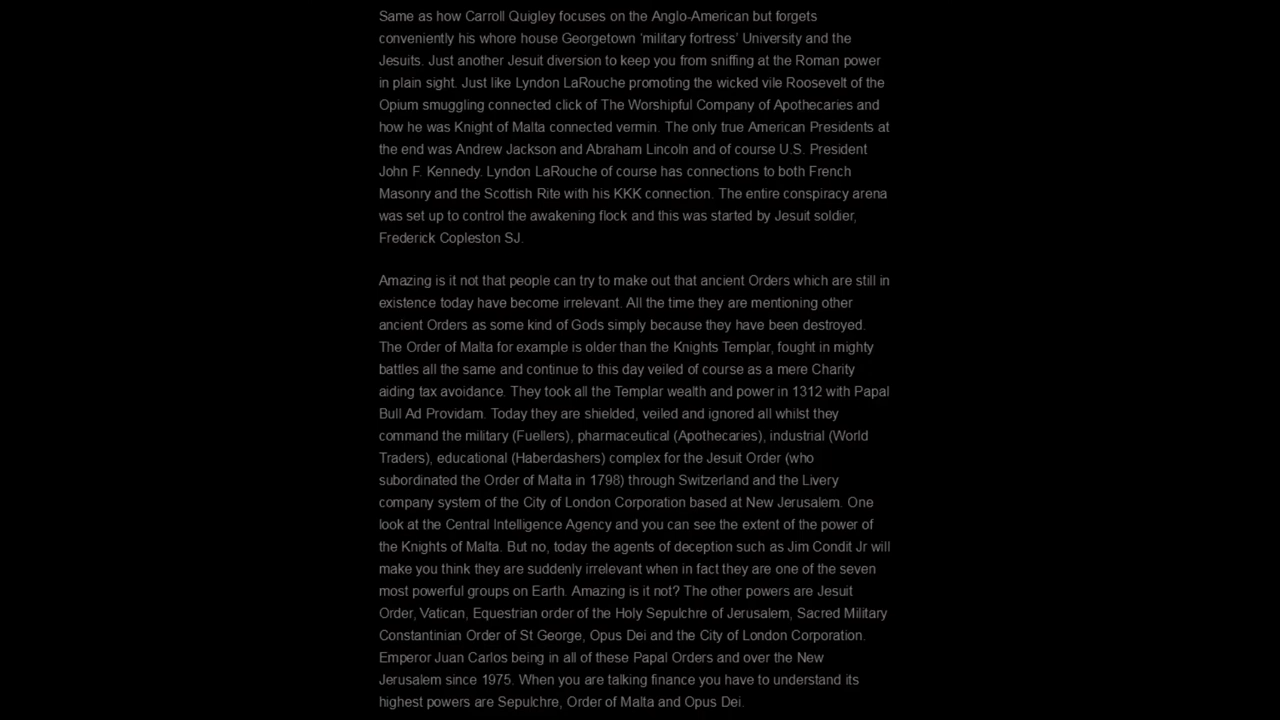 Same as how Carroll Quigley focuses on the Anglo-American but forgets
conveniently his whore house Georgetown ‘military fortress’ University and the
Jesuits. Just another Jesuit diversion to keep you from sniffing at the Roman power
in plain sight. Just like Lyndon LaRouche promoting the wicked vile Roosevelt of the
Opium smuggling connected click of The Worshipful Company of Apothecaries and
how he was Knight of Malta connected vermin. The only true American Presidents at
the end was Andrew Jackson and Abraham Lincoln and of course U.S. President
John F. Kennedy. Lyndon LaRouche of course has connections to both French
Masonry and the Scottish Rite with his KKK connection. The entire conspiracy arena
was set up to control the awakening flock and this was started by Jesuit soldier,
Frederick Copleston SJ.
Amazing is it not that people can try to make out that ancient Orders which are still in
existence today have become irrelevant. All the time they are mentioning other
ancient Orders as some kind of Gods simply because they have been destroyed.
The Order of Malta for example is older than the Knights Templar, fought in mighty
battles all the same and continue to this day veiled of course as a mere Charity
aiding tax avoidance. They took all the Templar wealth and power in 1312 with Papal
Bull Ad Providam. Today they are shielded, veiled and ignored all whilst they
command the military (Fuellers), pharmaceutical (Apothecaries), industrial (World
Traders), educational (Haberdashers) complex for the Jesuit Order (who
subordinated the Order of Malta in 1798) through Switzerland and the Livery
company system of the City of London Corporation based at New Jerusalem. One
look at the Central Intelligence Agency and you can see the extent of the power of
the Knights of Malta. But no, today the agents of deception such as Jim Condit Jr will
make you think they are suddenly irrelevant when in fact they are one of the seven
most powerful groups on Earth. Amazing is it not? The other powers are Jesuit
Order, Vatican, Equestrian order of the Holy Sepulchre of Jerusalem, Sacred Military
Constantinian Order of St George, Opus Dei and the City of London Corporation.
Emperor Juan Carlos being in all of these Papal Orders and over the New
Jerusalem since 1975. When you are talking finance you have to understand its
highest powers are Sepulchre, Order of Malta and Opus Dei.